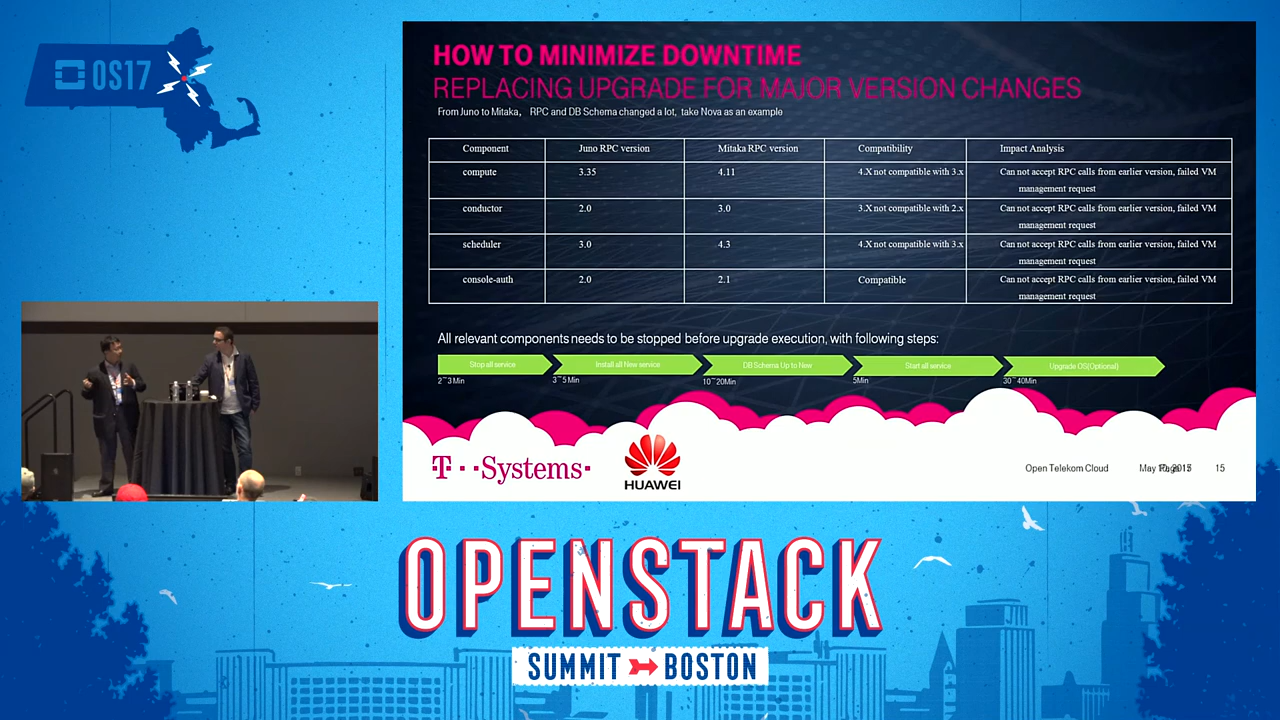 OS17
HOW TO MINIMIZE DOWNTIME
REPLACING UPGRADE FOR MAJOR VERSION CHANGES
From Juno to Mitaka, RPC and DB Schema changed a lot, take Nova as an example
Component Juno RPC version Mitaka RPC version Compatibility Impact Analysis
compute 3.35 4.11 4.X not compatible with 3.x Can not accept RPC calls from earlier version, failed VM
management request
conductor 2.0 3.0 3.X not compatible with 2.x Can not accept RPC calls from earlier version, failed VM
management request
scheduler 3.0 4.3 4.X not compatible with 3.x Can not accept RPC calls from earlier version, failed VM
management request
console-auth 2.0 2.1 Compatible Can not accept RPC calls from earlier version, failed VM
management request
All relevant components needs to be stopped before upgrade execution, with following steps:
Stop all service Install all New service DB Schema Up to New Start all service Upgrade OS(Optional)
2~3Min 3~5Min 10~20Min 5Min 30~40Min
T··Systems·
HUAWEI
Open Telekom Cloud May 2017 15
OPENSTACK
SUMMIT BOSTON